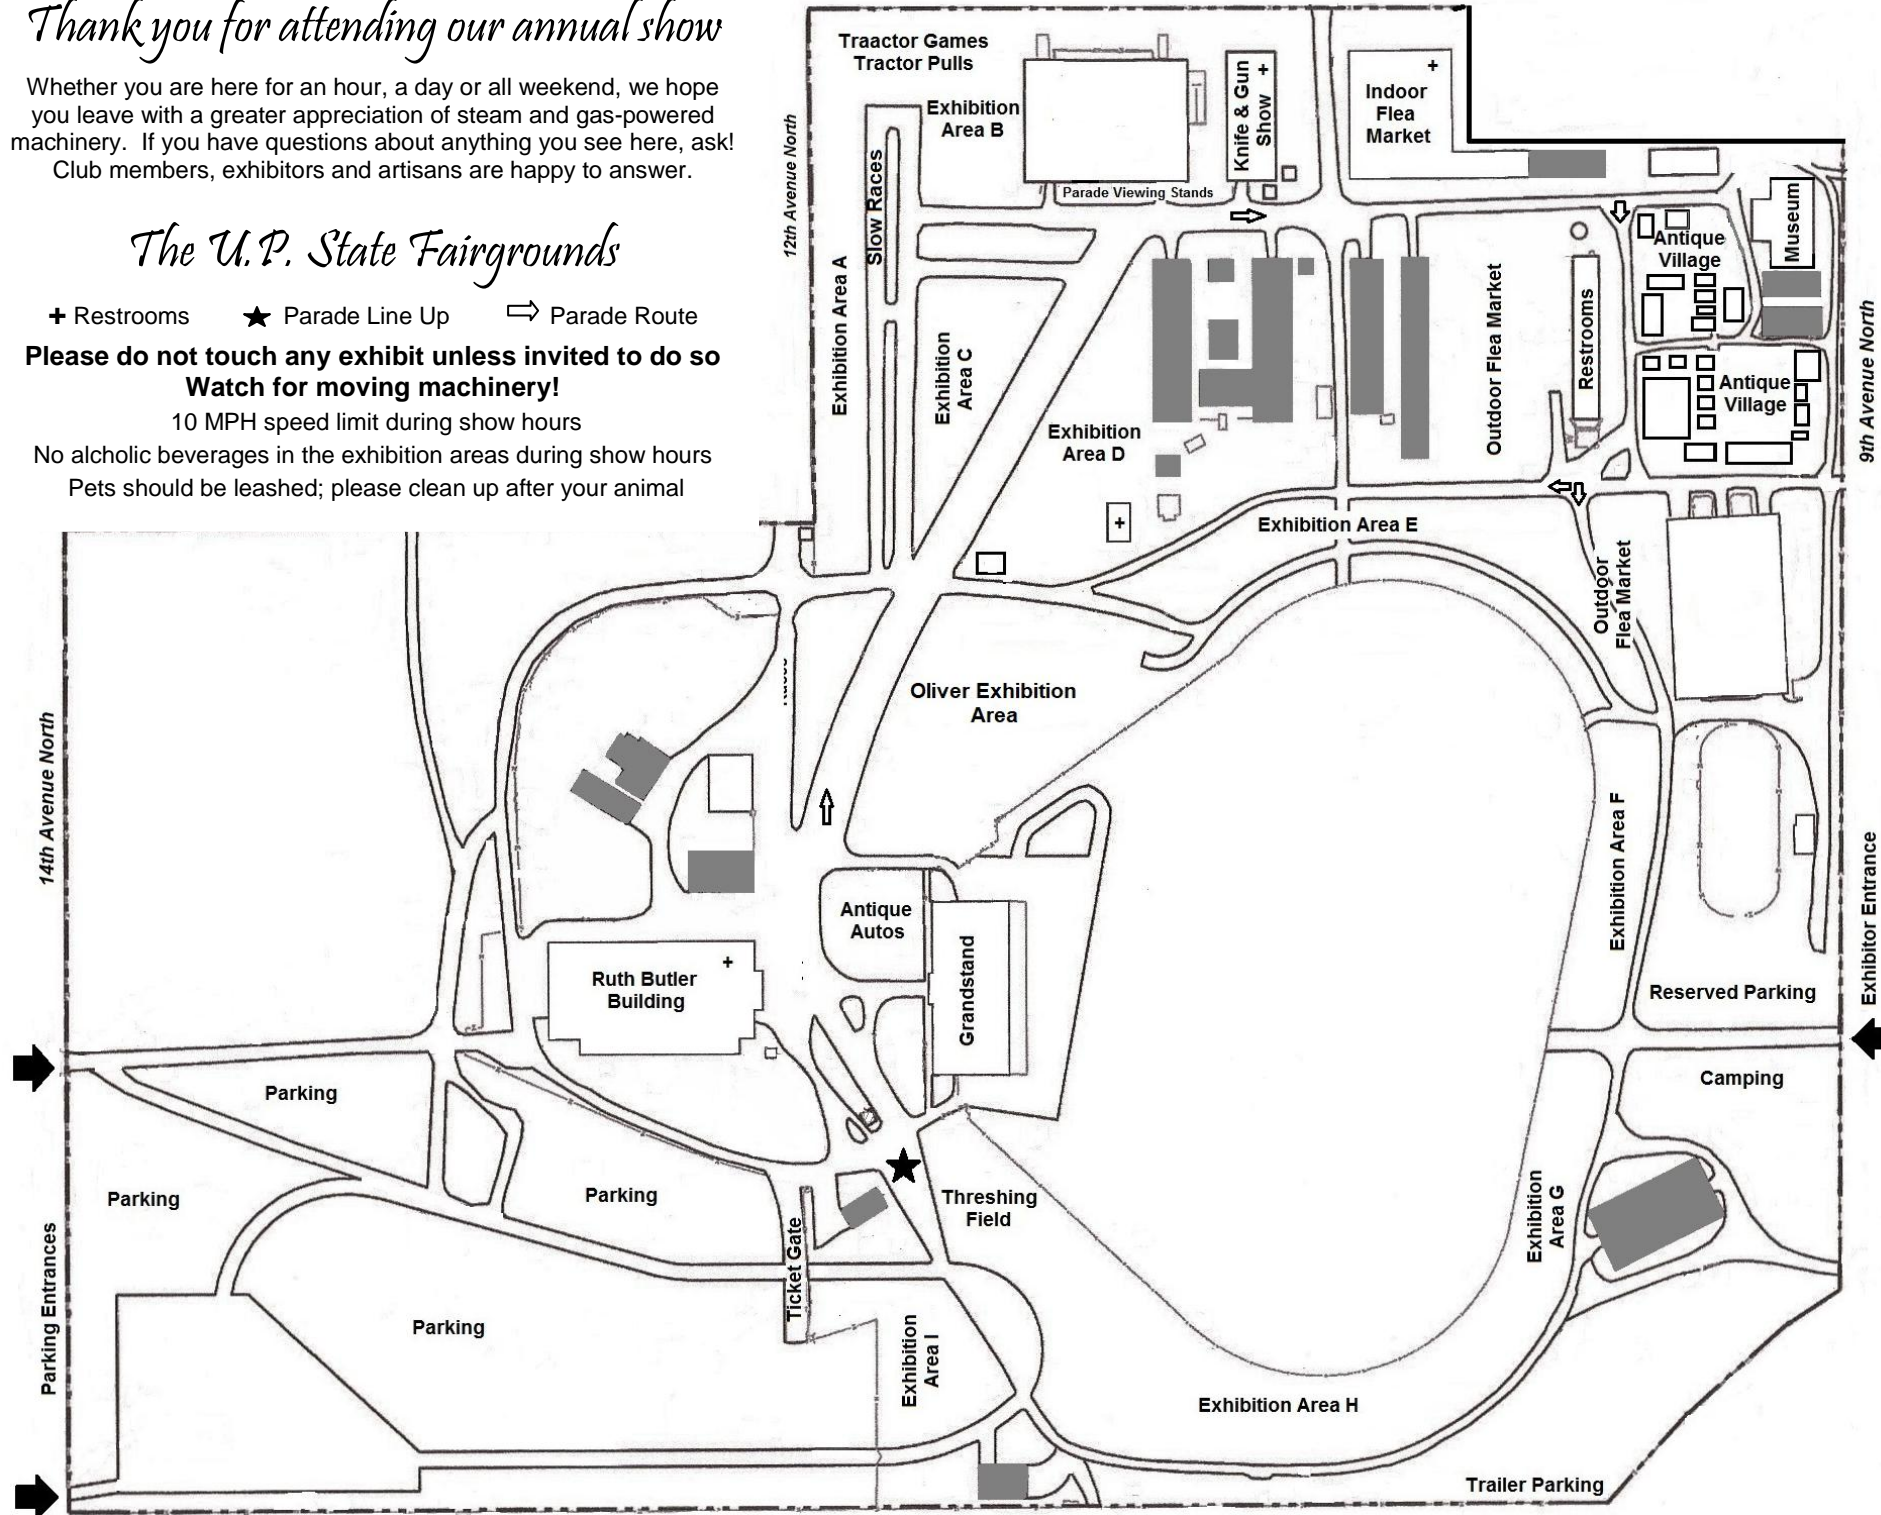 Thank you for attending our annual show
Whether you are here for an hour, a day or all weekend, we hope
you leave with a greater appreciation of steam and gas-powered
machinery.  If you have questions about anything you see here, ask!
Club members, exhibitors and artisans are happy to answer.
The U.P. State Fairgrounds
+ Restrooms ★ Parade Line Up ⇨ Parade Route
Please do not touch any exhibit unless invited to do so
Watch for moving machinery!
10 MPH speed limit during show hours
No alcholic beverages in the exhibition areas during show hours
Pets should be leashed; please clean up after your animal
Traactor Games
Tractor Pulls
Exhibition
Area B
Knife & Gun
Show +
+
Indoor
Flea
Market
12th Avenue North
Slow Races
Parade Viewing Stands
Museum
Antique
Village
Exhibition Area A
Exhibition
Area C
Exhibition
Area D
Outdoor Flea Market
Restrooms
Antique
Village
9th Avenue North
+
Exhibition Area E
Outdoor
Flea Market
Oliver Exhibition
Area
14th Avenue North
Exhibition Area F
Antique
Autos
Grandstand
Ruth Butler
Building
+
Reserved Parking
Exhibitor Entrance
Camping
Parking
Parking
Parking
Threshing
Field
Exhibition
Area G
Ticket Gate
Parking Entrances
Parking
Exhibition
Area I
Exhibition Area H
Trailer Parking